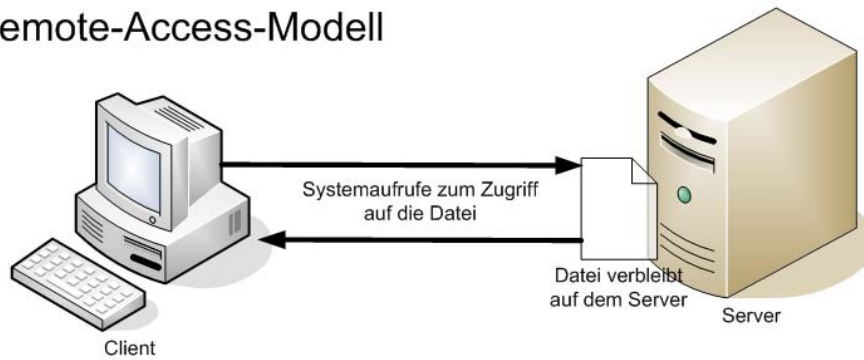 emote-Access-Modell
Systemaufrufe zum Zugriff
auf die Datei
Datei verbleibt
auf dem Server
Server
Client